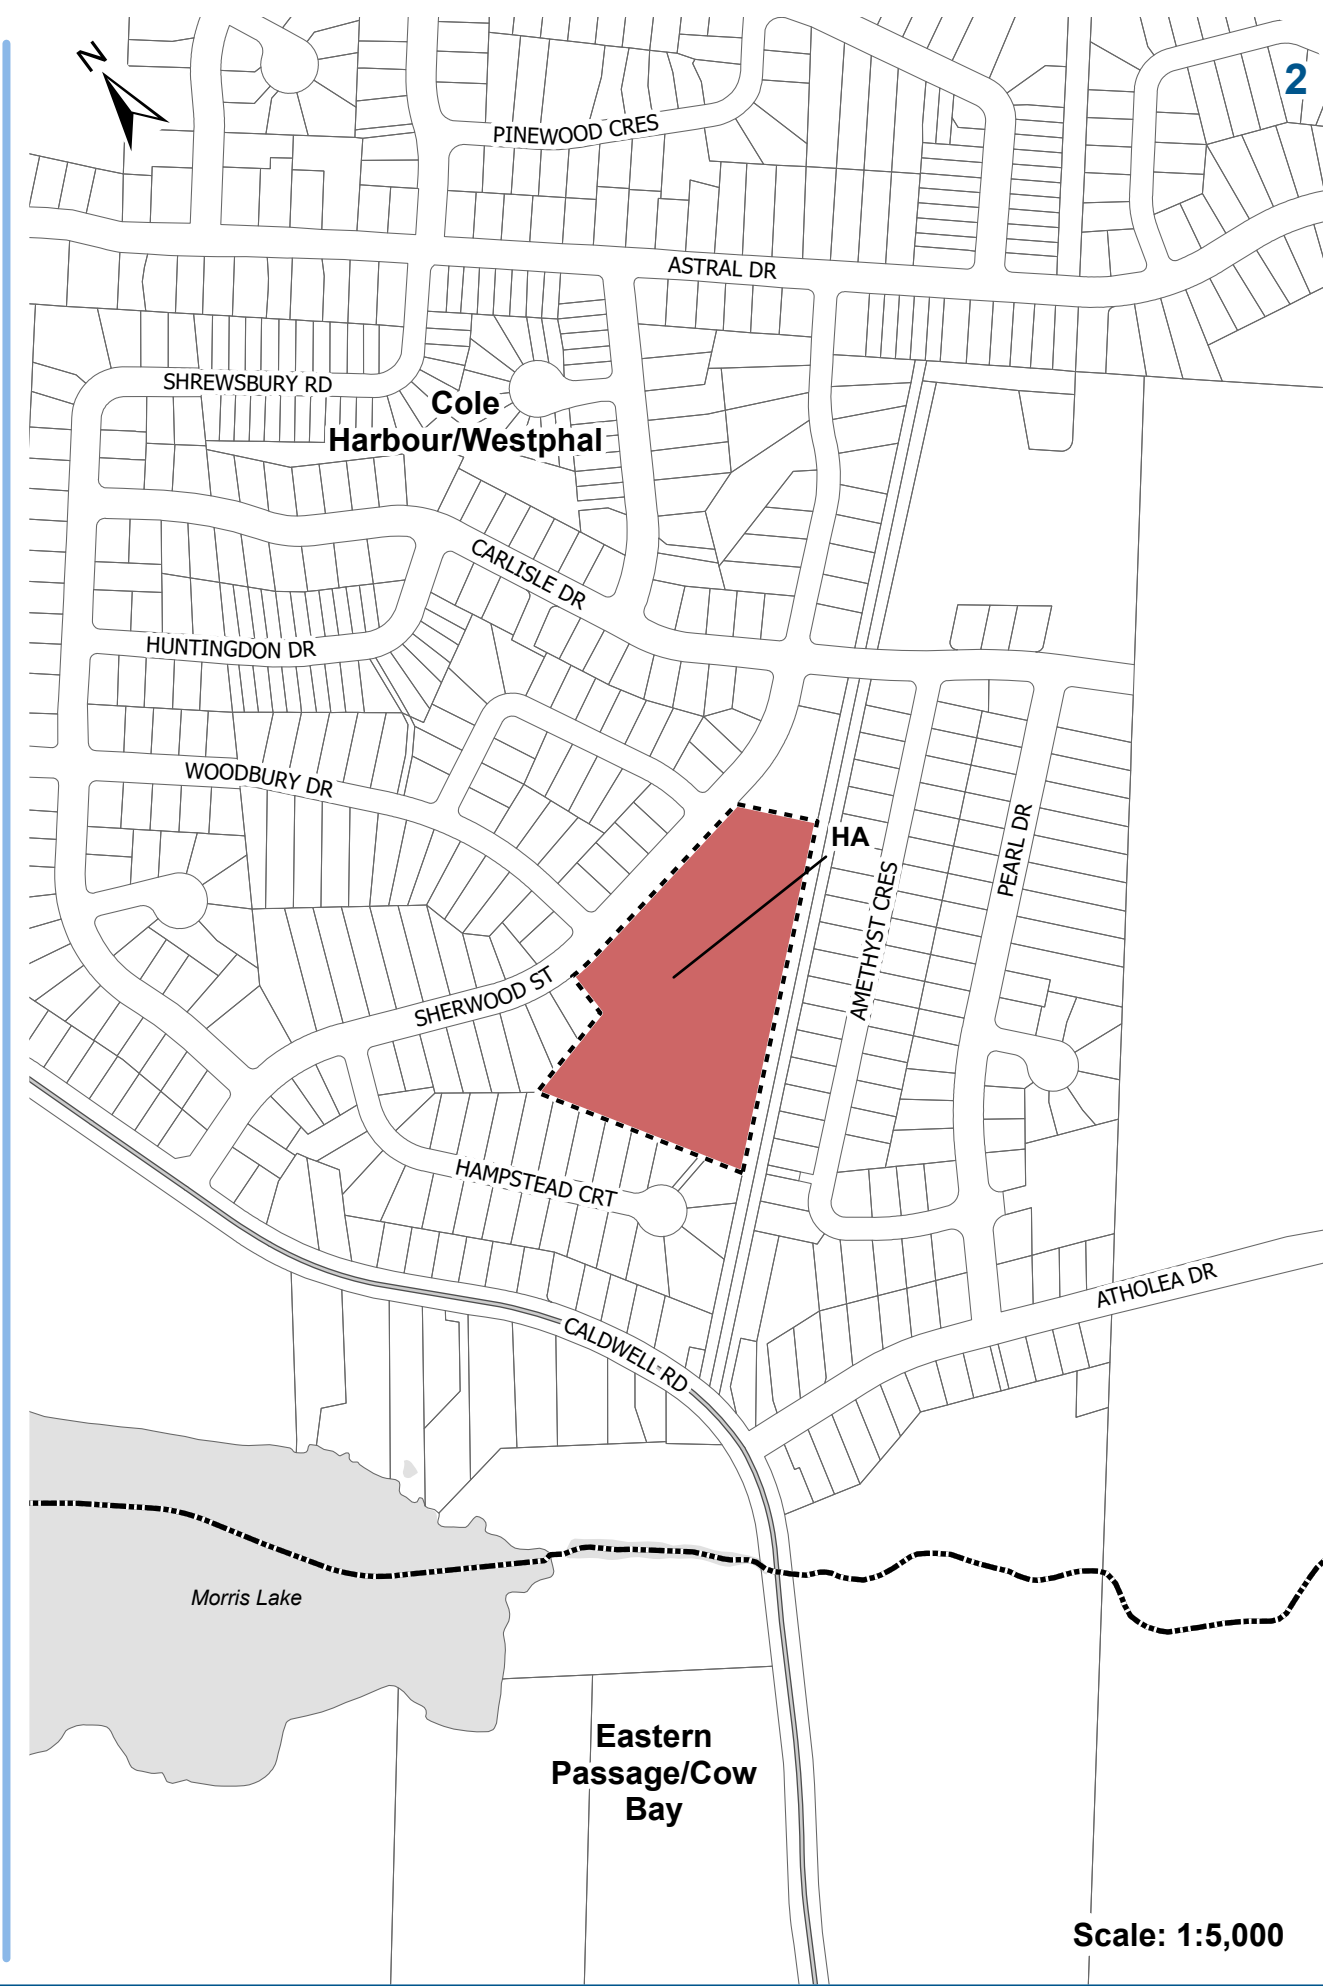 N
2
PINEWOOD CRES
ASTRAL DR
SHREWSBURY RD
Cole
Harbour/Westphal
CARLISLE DR
HUNTINGDON DR
WOODBURY DR
HA
PEARL DR
AMETHYST CRES
SHERWOOD ST
HAMPSTEAD CRT
ATHOLEA DR
CALDWELL RD
Morris Lake
Eastern
Passage/Cow
Bay
Scale: 1:5,000